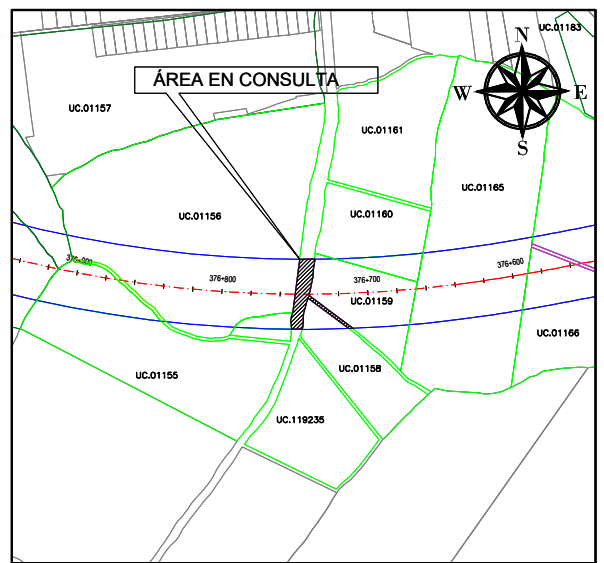 UC.01183
N
ÁREA EN CONSULTA
W
E
UC.01157
UC.01161
S
UC.01165
UC.01156
UC.01160
376+900
376+800
376+700
376+600
UC.01159
UC.01166
UC.01155
UC.01158
UC.119235